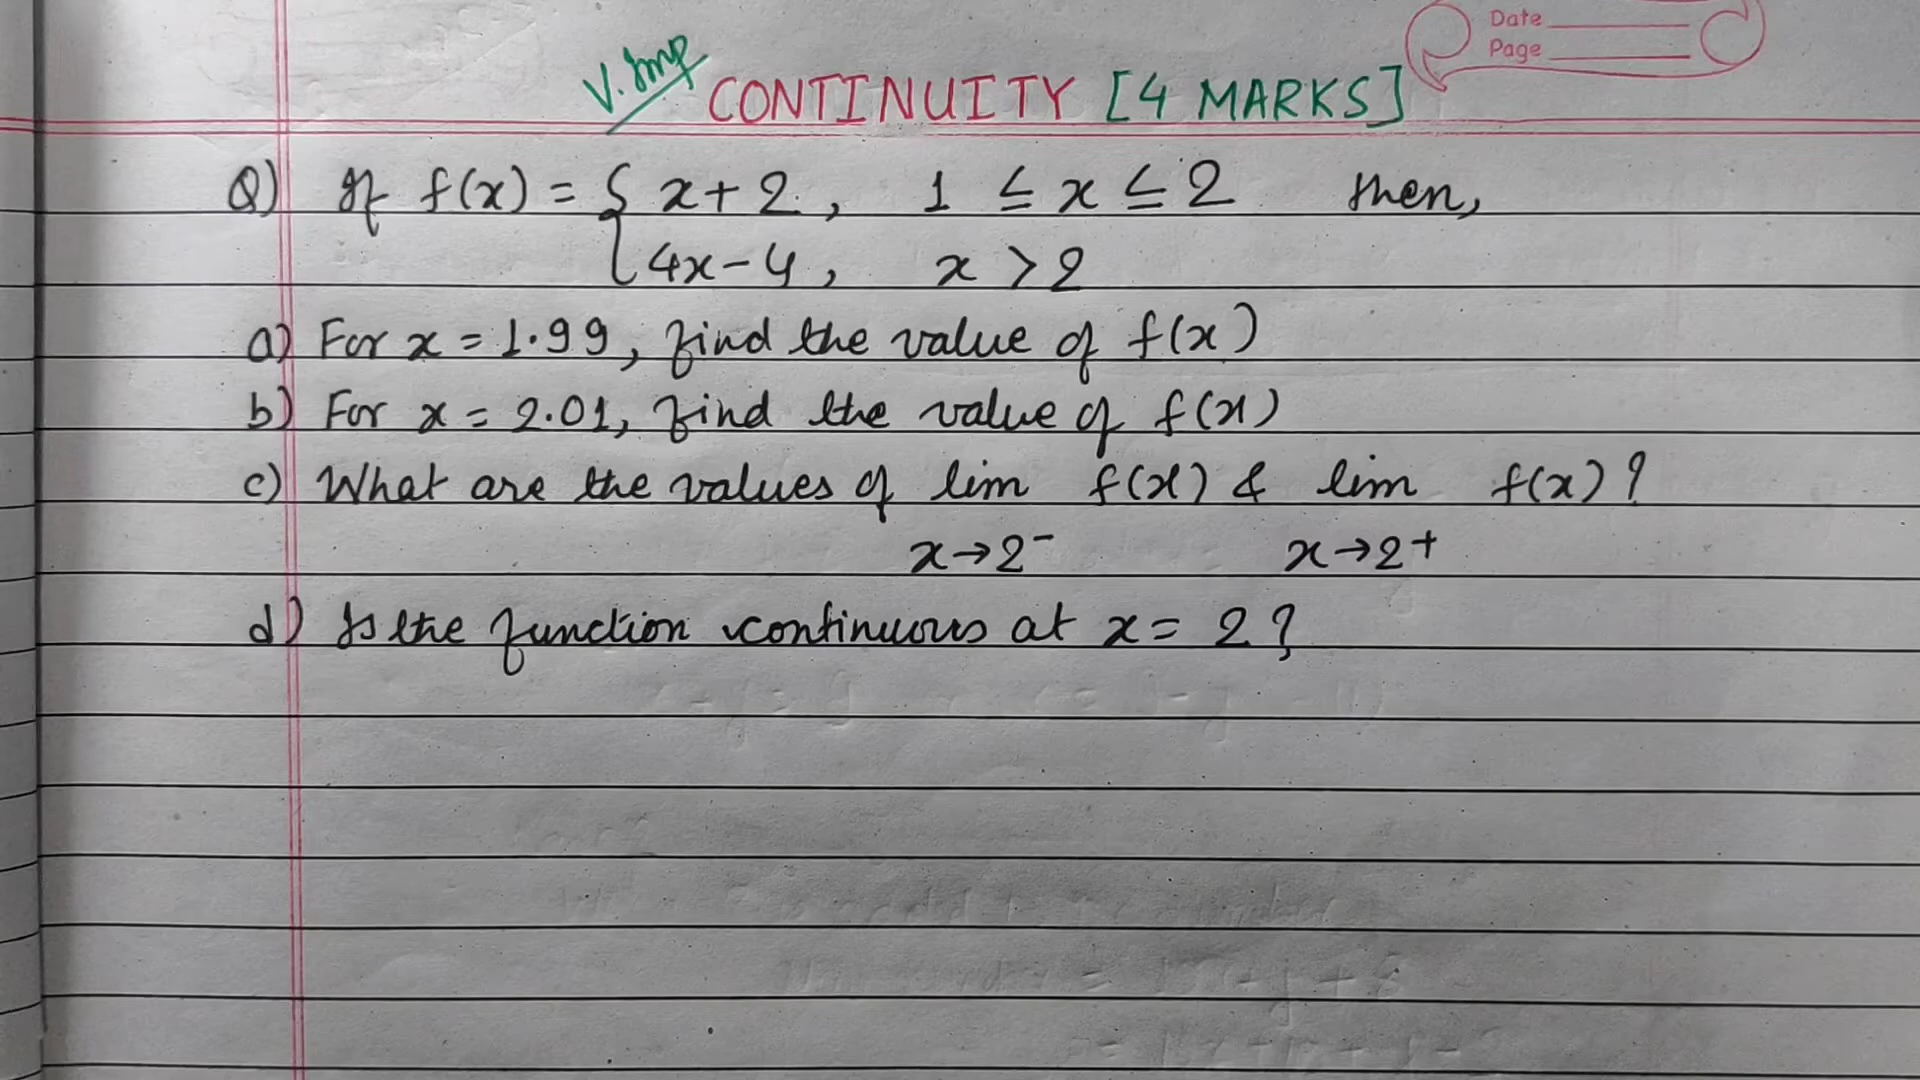 Date
Page
V. Imp CONTINUITY [4 MARKS]
Q) If f(x) = { x + 2, 1 ≤ x ≤ 2 then,
4x - 4, x > 2
a) For x = 1.99, find the value of f(x)
b) For x = 2.01, find the value of f(x)
c) What are the values of lim f(x) & lim f(x)?
x→2⁻ x→2⁺
d) Is the function continuous at x = 2?